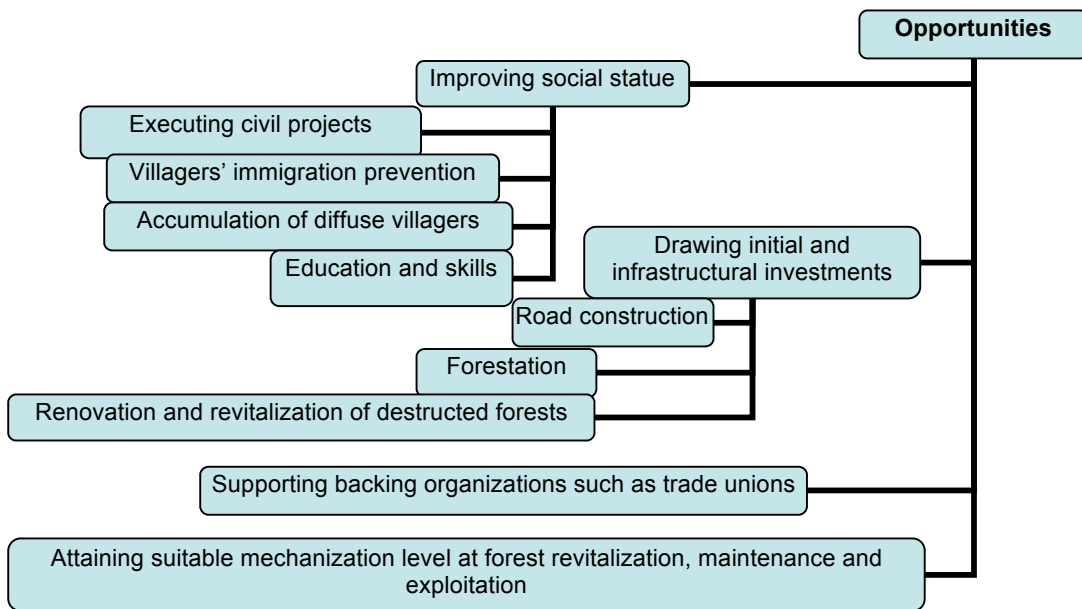 Opportunities
Improving social statue
Executing civil projects
Villagers’ immigration prevention
Accumulation of diffuse villagers
Education and skills
Drawing initial and
infrastructural investments
Road construction
Forestation
Renovation and revitalization of destructed forests
Supporting backing organizations such as trade unions
Attaining suitable mechanization level at forest revitalization, maintenance and
exploitation